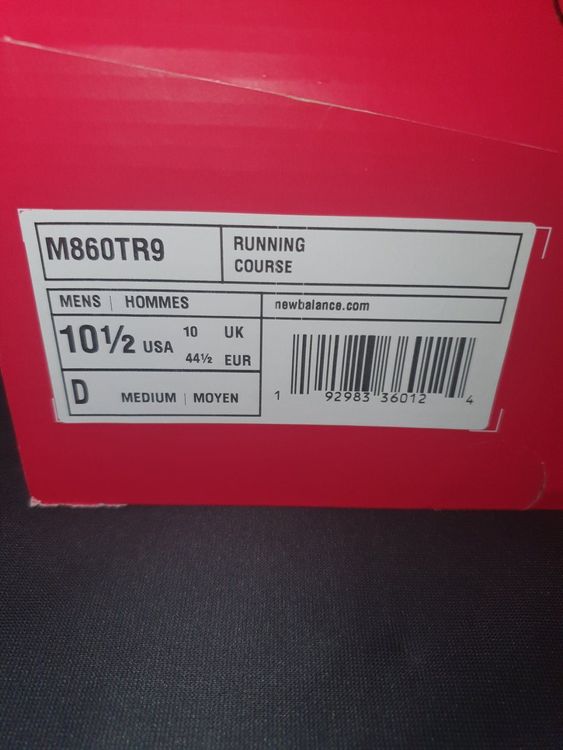 M860TR9
RUNNING
COURSE
MENS | HOMMES
newbalance.com
10½ USA 10 UK
44½ EUR
D MEDIUM | MOYEN
1 92983 36012 4